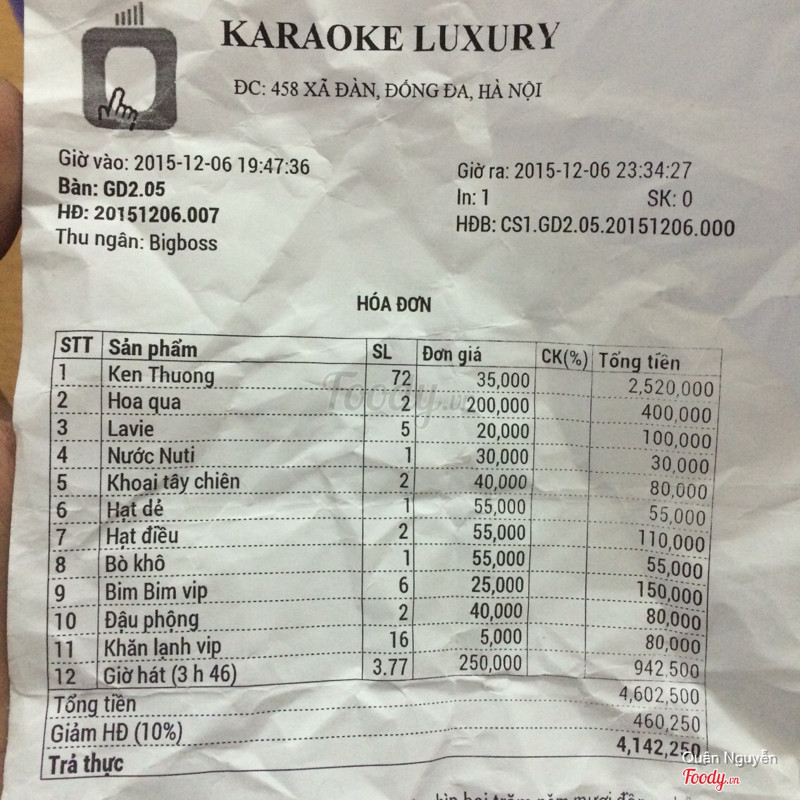 KARAOKE LUXURY
ĐC: 458 XÃ ĐÀN, ĐỐNG ĐA, HÀ NỘI
Giờ vào: 2015-12-06 19:47:36 Giờ ra: 2015-12-06 23:34:27
Bàn: GD2.05 In: 1 SK: 0
HĐ: 20151206.007 HĐB: CS1.GD2.05.20151206.000
Thu ngân: Bigboss
HÓA ĐƠN
STT Sản phẩm SL Đơn giá CK(%) Tổng tiền
1 Ken Thuong 72 35,000 2,520,000
2 Hoa qua 2 200,000 400,000
3 Lavie 5 20,000 100,000
4 Nước Nuti 1 30,000 30,000
5 Khoai tây chiên 2 40,000 80,000
6 Hạt dẻ 1 55,000 55,000
7 Hạt điều 2 55,000 110,000
8 Bò khô 1 55,000 55,000
9 Bim Bim vip 6 25,000 150,000
10 Đậu phộng 2 40,000 80,000
11 Khăn lạnh vip 16 5,000 80,000
12 Giờ hát (3 h 46) 3.77 250,000 942,500
Tổng tiền 4,602,500
Giảm HĐ (10%) 460,250
Trả thực 4,142,250
Quân Nguyễn
Foody.vn
hai trăm năm mươi
Foody.vn